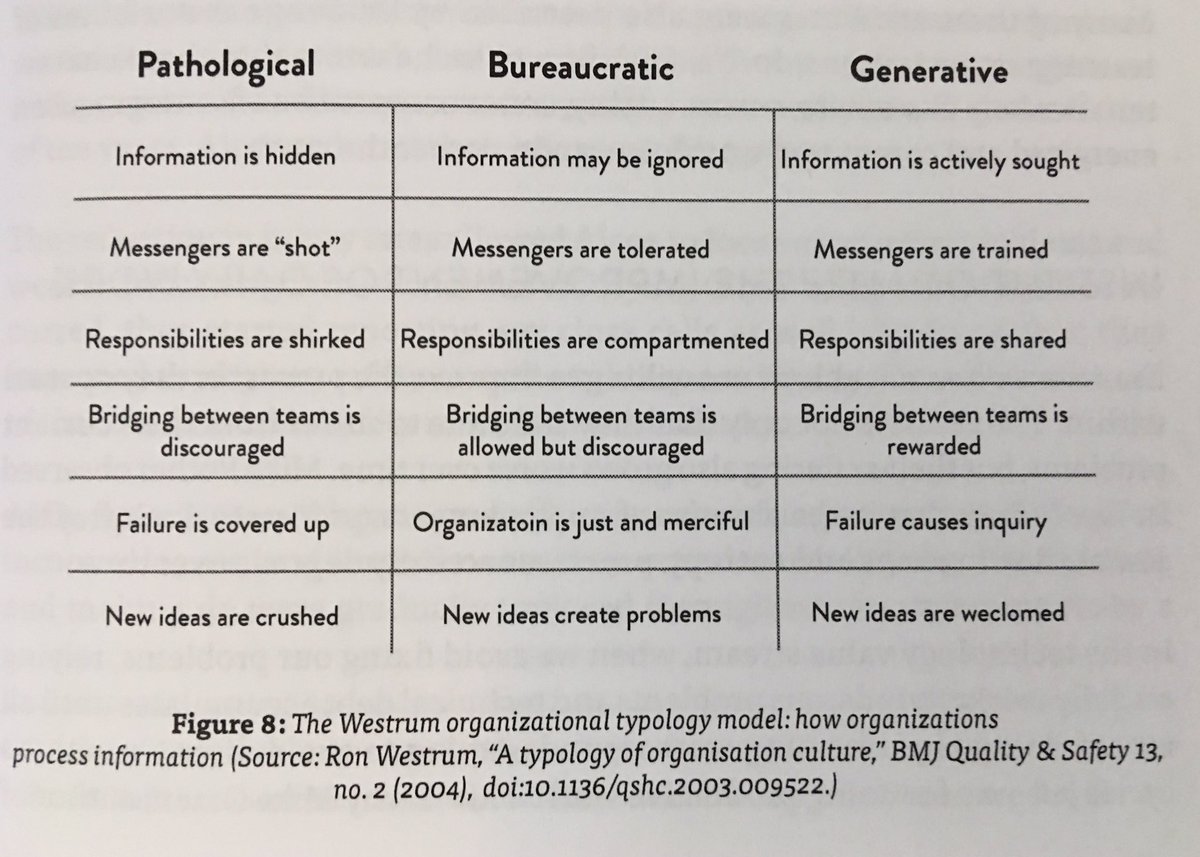 Pathological Bureaucratic Generative
Information is hidden Information may be ignored Information is actively sought
Messengers are “shot” Messengers are tolerated Messengers are trained
Responsibilities are shirked Responsibilities are compartmented Responsibilities are shared
Bridging between teams is Bridging between teams is Bridging between teams is
discouraged allowed but discouraged rewarded
Failure is covered up Organizatoin is just and merciful Failure causes inquiry
New ideas are crushed New ideas create problems New ideas are weclomed
Figure 8: The Westrum organizational typology model: how organizations
process information (Source: Ron Westrum, “A typology of organisation culture,” BMJ Quality & Safety 13,
no. 2 (2004), doi:10.1136/qshc.2003.009522.)